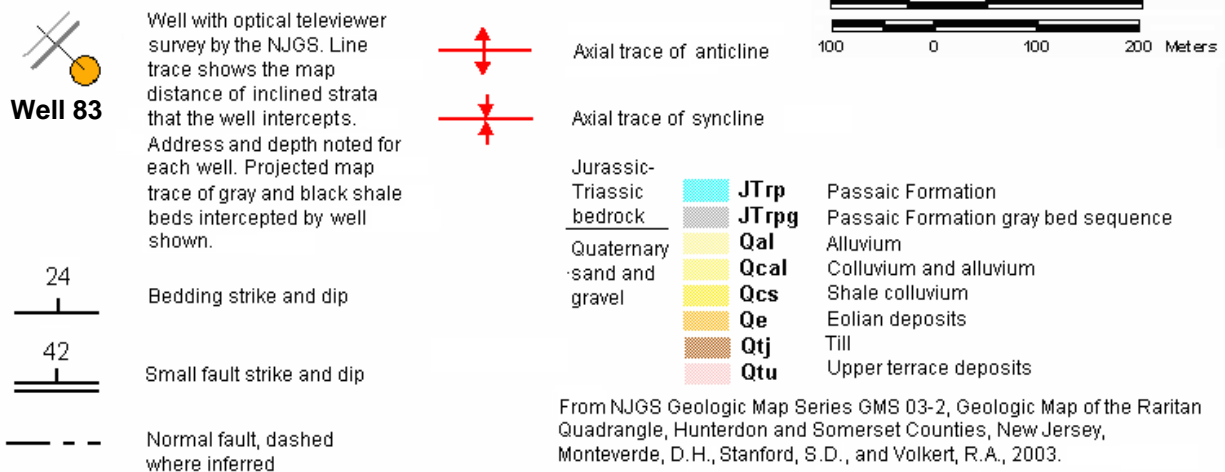 Well 83
Well with optical televiewer
survey by the NJGS. Line
trace shows the map
distance of inclined strata
that the well intercepts.
Address and depth noted for
each well. Projected map
trace of gray and black shale
beds intercepted by well
shown.
24
Bedding strike and dip
42
Small fault strike and dip
Normal fault, dashed
where inferred
100 0 100 200 Meters
Axial trace of anticline
Axial trace of syncline
Jurassic-
Triassic
bedrock
Quaternary
sand and
gravel
JTrp Passaic Formation
JTrpg Passaic Formation gray bed sequence
Qal Alluvium
Qcal Colluvium and alluvium
Qcs Shale colluvium
Qe Eolian deposits
Qtj Till
Qtu Upper terrace deposits
From NJGS Geologic Map Series GMS 03-2, Geologic Map of the Raritan
Quadrangle, Hunterdon and Somerset Counties, New Jersey,
Monteverde, D.H., Stanford, S.D., and Volkert, R.A., 2003.